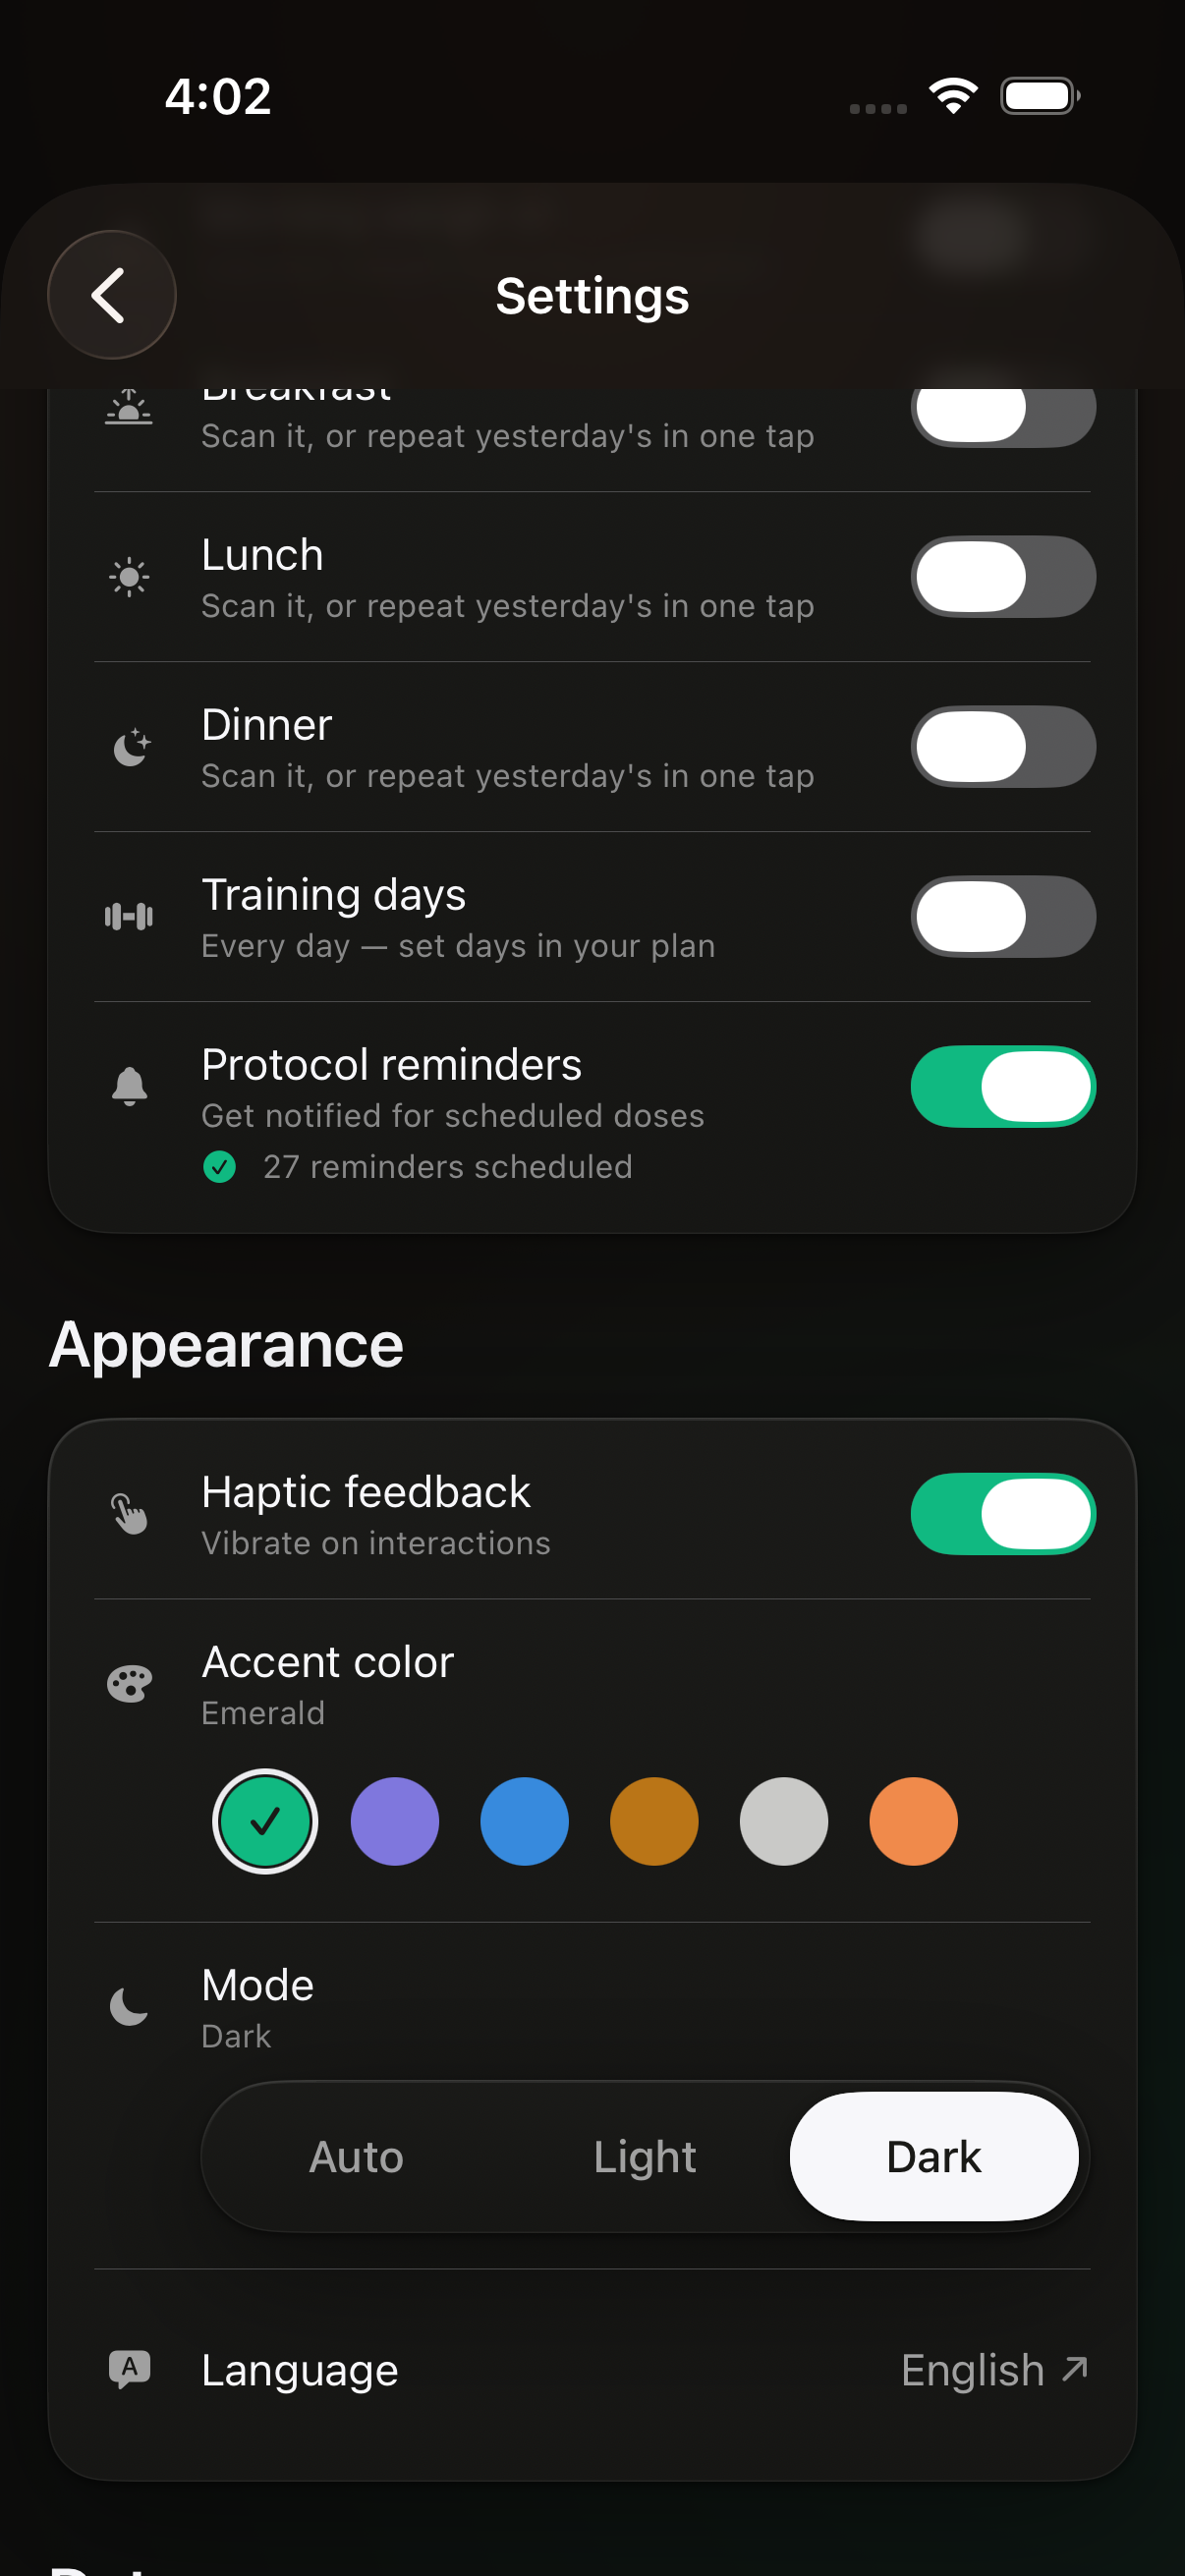 4:02
Settings
Breakfast
Scan it, or repeat yesterday's in one tap
Lunch
Scan it, or repeat yesterday's in one tap
Dinner
Scan it, or repeat yesterday's in one tap
Training days
Every day — set days in your plan
Protocol reminders
Get notified for scheduled doses
27 reminders scheduled
Appearance
Haptic feedback
Vibrate on interactions
Accent color
Emerald
Mode
Dark
Auto Light Dark
A
Language English